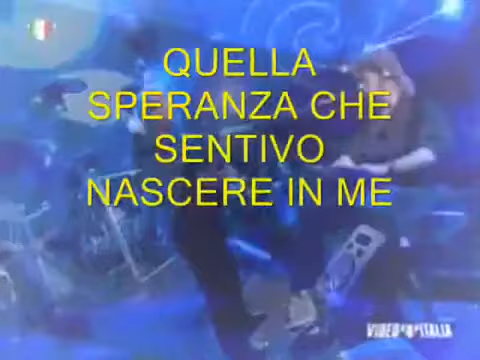 QUELLA
SPERANZA CHE
SENTIVO
NASCERE IN ME
VIDEO ITALIA